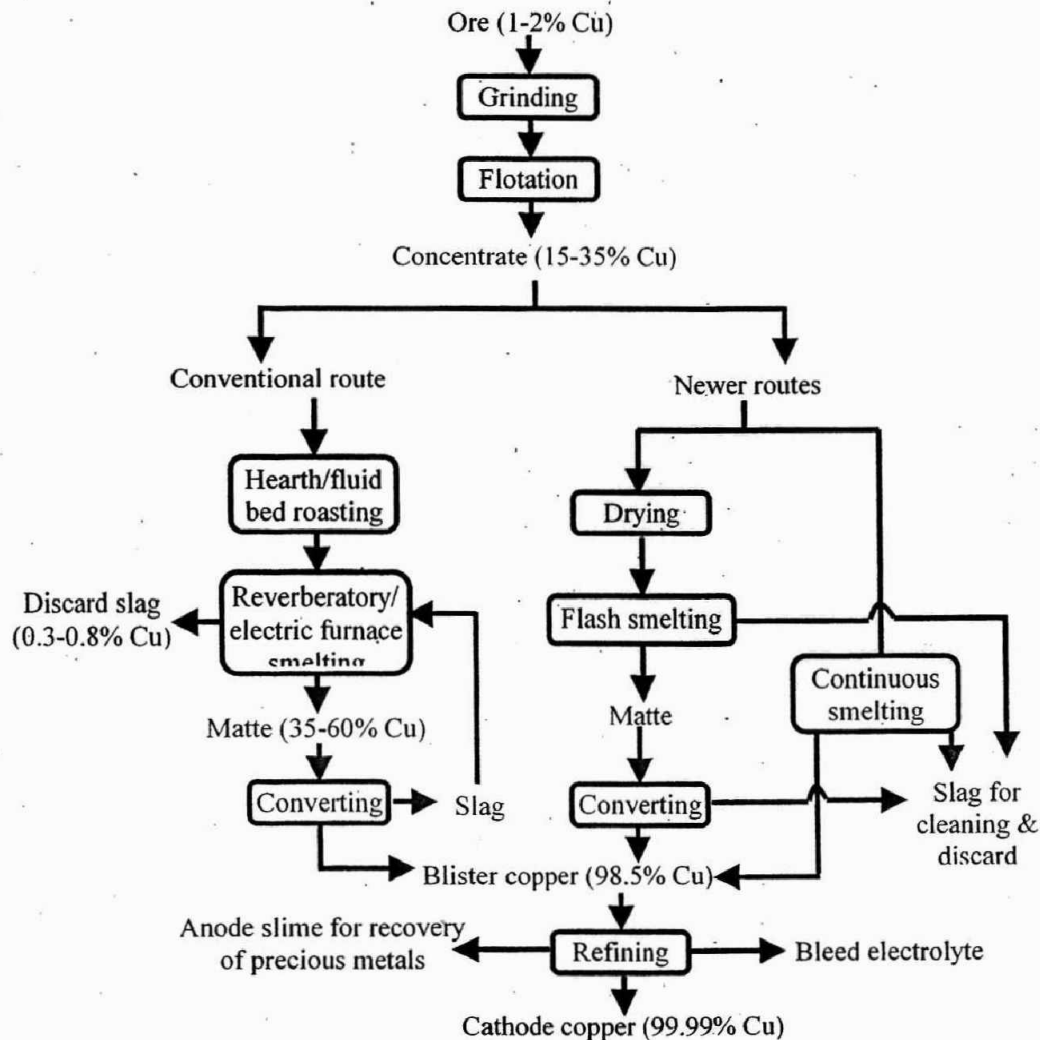 Ore (1-2% Cu)
Grinding
Flotation
Concentrate (15-35% Cu)
Conventional route
Newer routes
Hearth/fluid
bed roasting
Drying
Discard slag
(0.3-0.8% Cu)
Reverberatory/
electric furnace
smelting
Flash smelting
Continuous
smelting
Matte (35-60% Cu)
Matte
Converting
Slag
Converting
Slag for
cleaning &
discard
Blister copper (98.5% Cu)
Anode slime for recovery
of precious metals
Refining
Bleed electrolyte
Cathode copper (99.99% Cu)